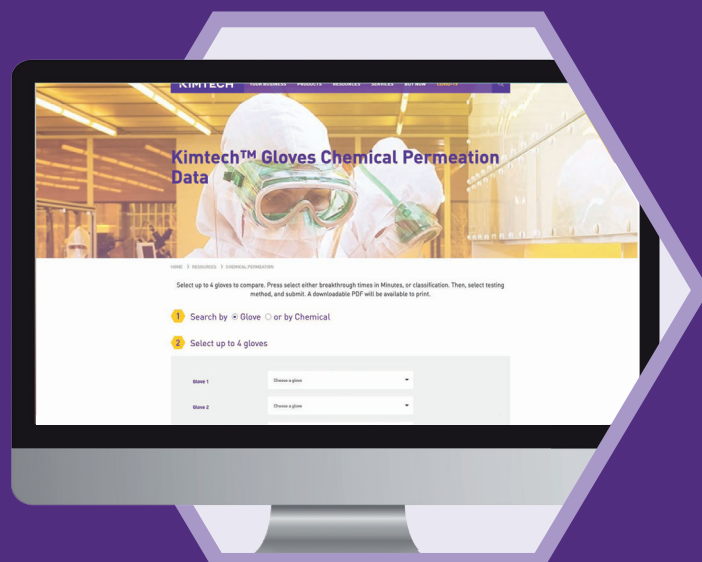 KIMTECH YOUR BUSINESS PRODUCTS RESOURCES SERVICES BUY NOW COVID-19
Kimtech™ Gloves Chemical Permeation
Data
HOME > RESOURCES > CHEMICAL PERMEATION
Select up to 4 gloves to compare. Press select either breakthrough times in Minutes, or classification. Then, select testing
method, and submit. A downloadable PDF will be available to print.
1 Search by Glove or by Chemical
2 Select up to 4 gloves
Glove 1 Choose a glove
Glove 2 Choose a glove